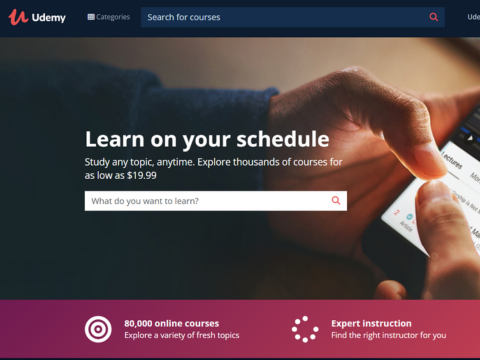 Udemy
Categories
Search for courses
Ude
Learn on your schedule
Study any topic, anytime. Explore thousands of courses for
as low as $19.99
What do you want to learn?
Lectures
Article
80,000 online courses
Explore a variety of fresh topics
Expert instruction
Find the right instructor for you